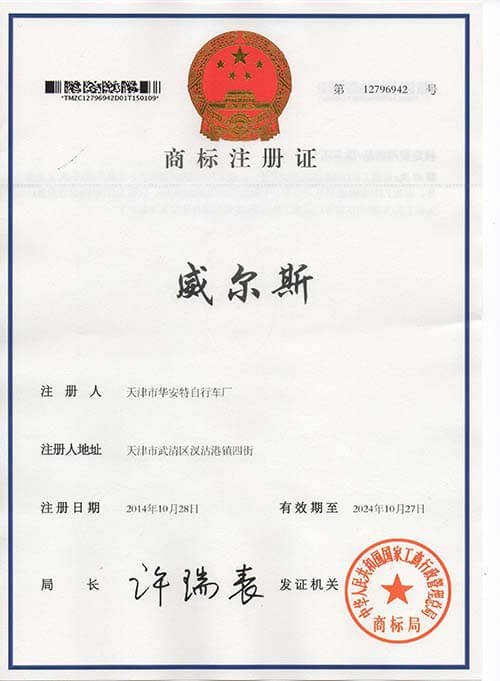 *TMZC12796942D01T150109*
第 12796942 号
商标注册证
威尔斯
注册人 天津市华安特自行车厂
注册人地址 天津市武清区汊沽港镇四街
注册日期 2014年10月28日 有效期至 2024年10月27日
局长 许瑞表 发证机关
中华人民共和国国家工商行政管理总局
商标局